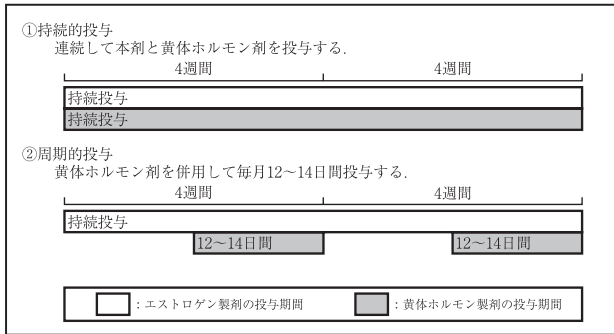 ①持続的投与
連続して本剤と黄体ホルモン剤を投与する.
4週間 4週間
持続投与
持続投与
②周期的投与
黄体ホルモン剤を併用して毎月12～14日間投与する.
4週間 4週間
持続投与
12～14日間 12～14日間
：エストロゲン製剤の投与期間 ：黄体ホルモン製剤の投与期間